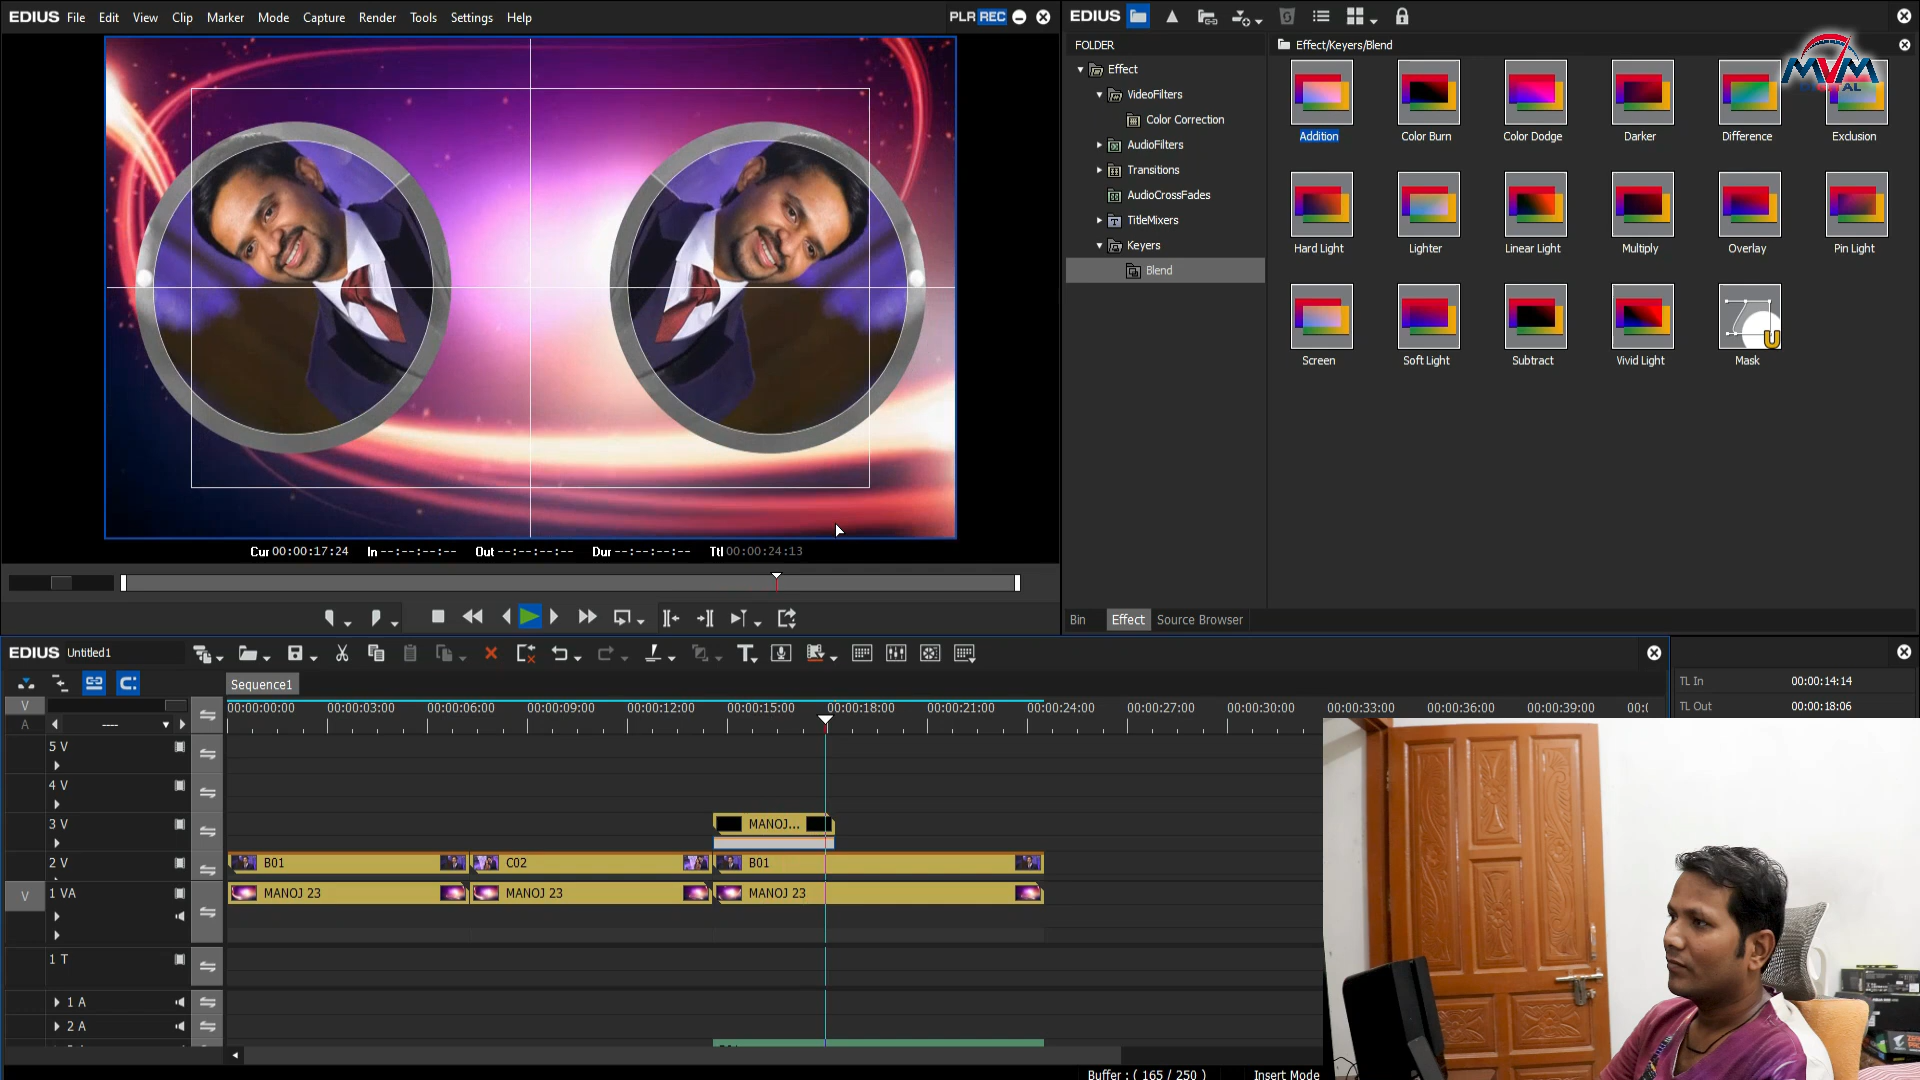 EDIUS File Edit View Clip Marker Mode Capture Render Tools Settings Help PLR REC
Cur 00:00:17:24 In --:--:--:-- Out --:--:--:-- Dur --:--:--:-- Ttl 00:00:24:13
EDIUS
FOLDER
Effect
VideoFilters
Color Correction
AudioFilters
Transitions
AudioCrossFades
TitleMixers
Keyers
Blend
Effect/Keyers/Blend
MVM
Addition Color Burn Color Dodge Darker Difference Exclusion
Hard Light Lighter Linear Light Multiply Overlay Pin Light
Screen Soft Light Subtract Vivid Light Mask
U
Bin Effect Source Browser
EDIUS Untitled1
Sequence1
00:00:00:00 00:00:03:00 00:00:06:00 00:00:09:00 00:00:12:00 00:00:15:00 00:00:18:00 00:00:21:00 00:00:24:00 00:00:27:00 00:00:30:00 00:00:33:00 00:00:36:00 00:00:39:00 00:(
V
A ----
5 V
4 V
3 V MANOJ...
2 V B01 C02 B01
V 1 VA MANOJ 23 MANOJ 23 MANOJ 23
1 T
1 A
2 A
TL In 00:00:14:14
TL Out 00:00:18:06
Buffer : ( 165 / 250 ) Insert Mode